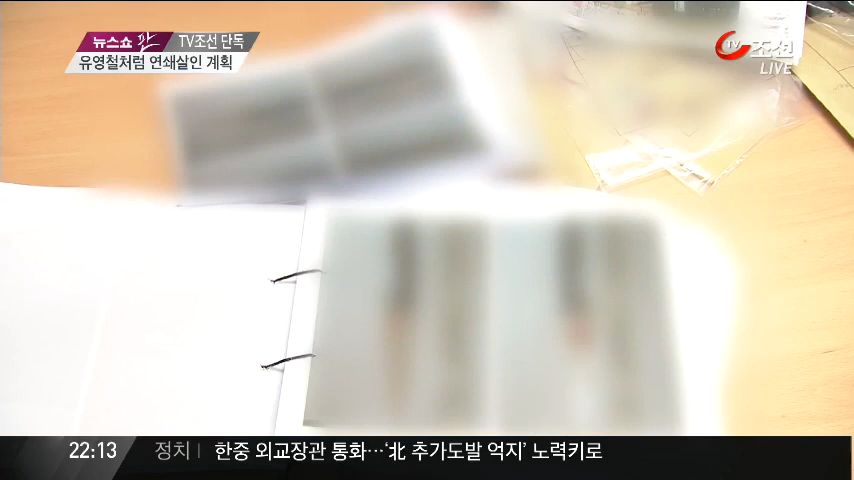 뉴스쇼 판 TV조선 단독
유영철처럼 연쇄살인 계획
TV조선
LIVE
22:13 정치 한중 외교장관 통화…‘北 추가도발 억지’ 노력키로